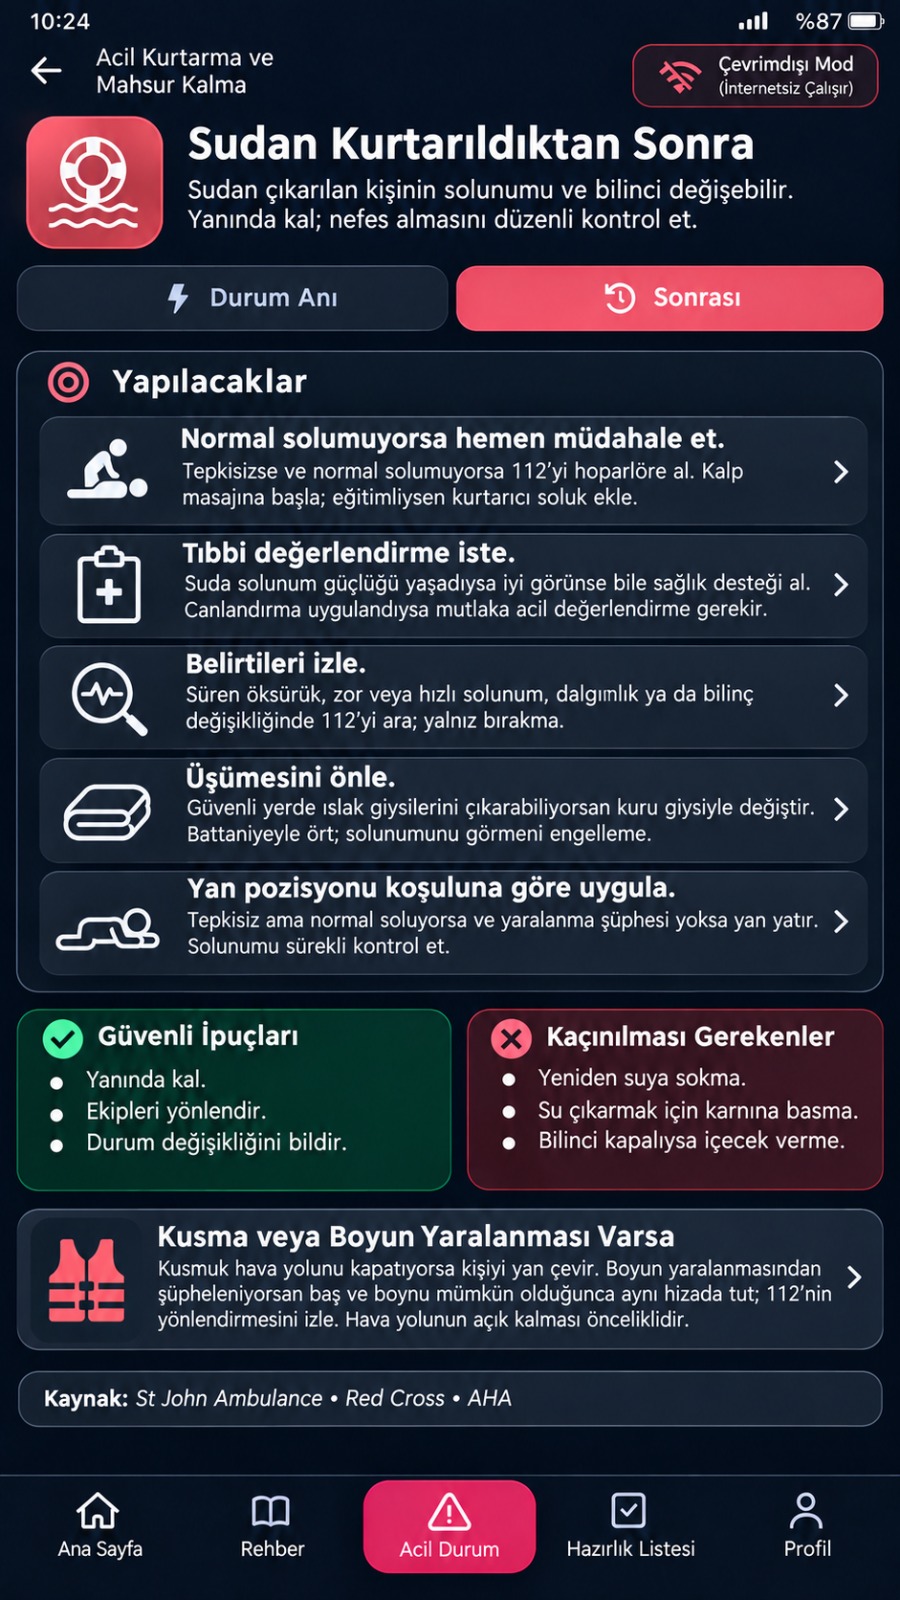 10:24
%87
Acil Kurtarma ve
Mahsur Kalma
Çevrimdışı Mod
(İnternetsiz Çalışır)
Sudan Kurtarıldıktan Sonra
Sudan çıkarılan kişinin solunumu ve bilinci değişebilir.
Yanında kal; nefes almasını düzenli kontrol et.
Durum Anı
Sonrası
Yapılacaklar
Normal solumuyorsa hemen müdahale et.
Tepkisizse ve normal solumuyorsa 112’yi hoparlöre al. Kalp
masajına başla; eğitimliysen kurtarıcı soluk ekle.
Tıbbi değerlendirme iste.
Suda solunum güçlüğü yaşadıysa iyi görünse bile sağlık desteği al.
Canlandırma uygulandıysa mutlaka acil değerlendirme gerekir.
Belirtileri izle.
Süren öksürük, zor veya hızlı solunum, dalgınlık ya da bilinç
değişikliğinde 112’yi ara; yalnız bırakma.
Üşümesini önle.
Güvenli yerde ıslak giysilerini çıkarabiliyorsan kuru giysiyle değiştir.
Battaniyeyle ört; solunumunu görmeni engelleme.
Yan pozisyonu koşuluna göre uygula.
Tepkisiz ama normal soluyorsa ve yaralanma şüphesi yoksa yan yatır.
Solunumu sürekli kontrol et.
Güvenli İpuçları
Yanında kal.
Ekipleri yönlendir.
Durum değişikliğini bildir.
Kaçınılması Gerekenler
Yeniden suya sokma.
Su çıkarmak için karnına basma.
Bilinci kapalıysa içecek verme.
Kusma veya Boyun Yaralanması Varsa
Kusmuk hava yolunu kapatıyorsa kişiyi yan çevir. Boyun yaralanmasından
şüpheleniyorsan baş ve boynu mümkün olduğunca aynı hizada tut; 112’nin
yönlendirmesini izle. Hava yolunun açık kalması önceliklidir.
Kaynak: St John Ambulance • Red Cross • AHA
Ana Sayfa
Rehber
Acil Durum
Hazırlık Listesi
Profil